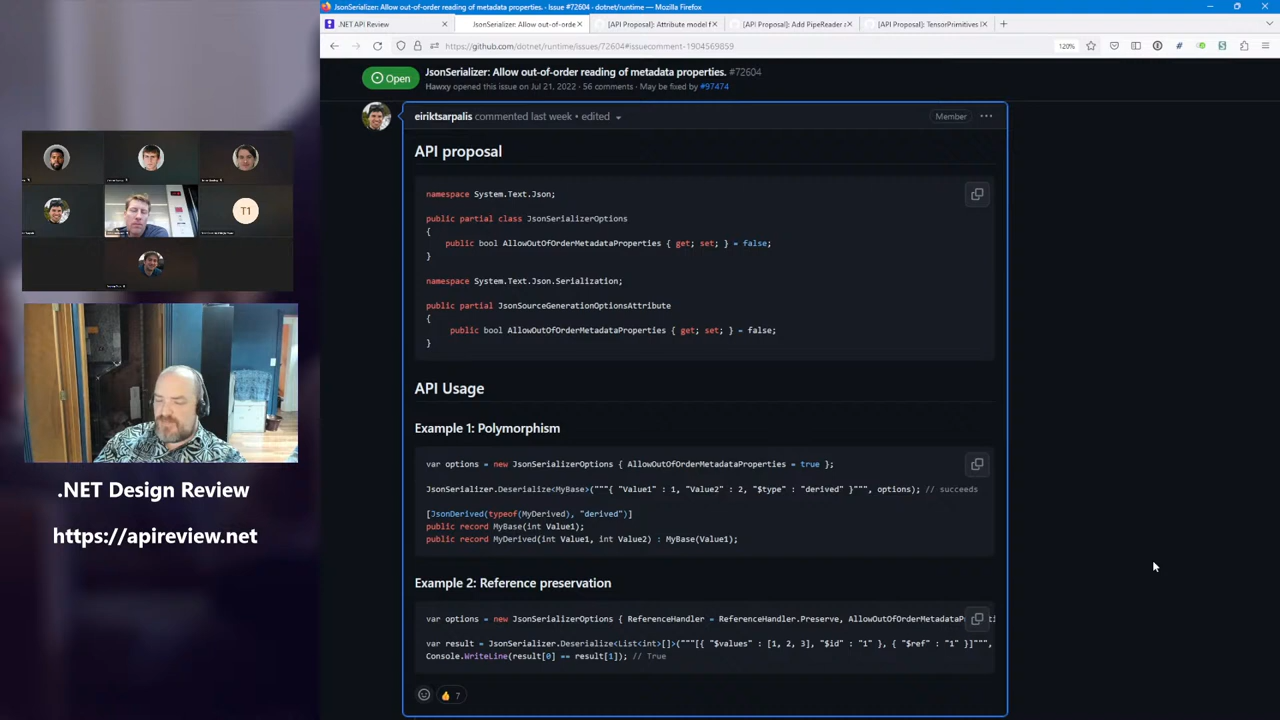 JsonSerializer: Allow out-of-order reading of metadata properties. · Issue #72604 · dotnet/runtime — Mozilla Firefox
.NET API Review
JsonSerializer: Allow out-of-orde
[API Proposal]: Attribute model f
[API Proposal]: Add PipeReader a
[API Proposal]: TensorPrimitives I
https://github.com/dotnet/runtime/issues/72604#issuecomment-1904569859
120%
Open
JsonSerializer: Allow out-of-order reading of metadata properties. #72604
Hawxy opened this issue on Jul 21, 2022 · 56 comments · May be fixed by #97474
eiriktsarpalis commented last week • edited
Member
API proposal
namespace System.Text.Json;
public partial class JsonSerializerOptions
{
public bool AllowOutOfOrderMetadataProperties { get; set; } = false;
}
namespace System.Text.Json.Serialization;
public partial JsonSourceGenerationOptionsAttribute
{
public bool AllowOutOfOrderMetadataProperties { get; set; } = false;
}
API Usage
Example 1: Polymorphism
var options = new JsonSerializerOptions { AllowOutOfOrderMetadataProperties = true };
JsonSerializer.Deserialize<MyBase>("""{ "Value1" : 1, "Value2" : 2, "$type" : "derived" }""", options); // succeeds
[JsonDerived(typeof(MyDerived), "derived")]
public record MyBase(int Value1);
public record MyDerived(int Value1, int Value2) : MyBase(Value1);
Example 2: Reference preservation
var options = new JsonSerializerOptions { ReferenceHandler = ReferenceHandler.Preserve, AllowOutOfOrderMetadataP
var result = JsonSerializer.Deserialize<List<int>[]>("""[{ "$values" : [1, 2, 3], "$id" : "1" }, { "$ref" : "1" }]""",
Console.WriteLine(result[0] == result[1]); // True
👍 7
T1
.NET Design Review
https://apireview.net